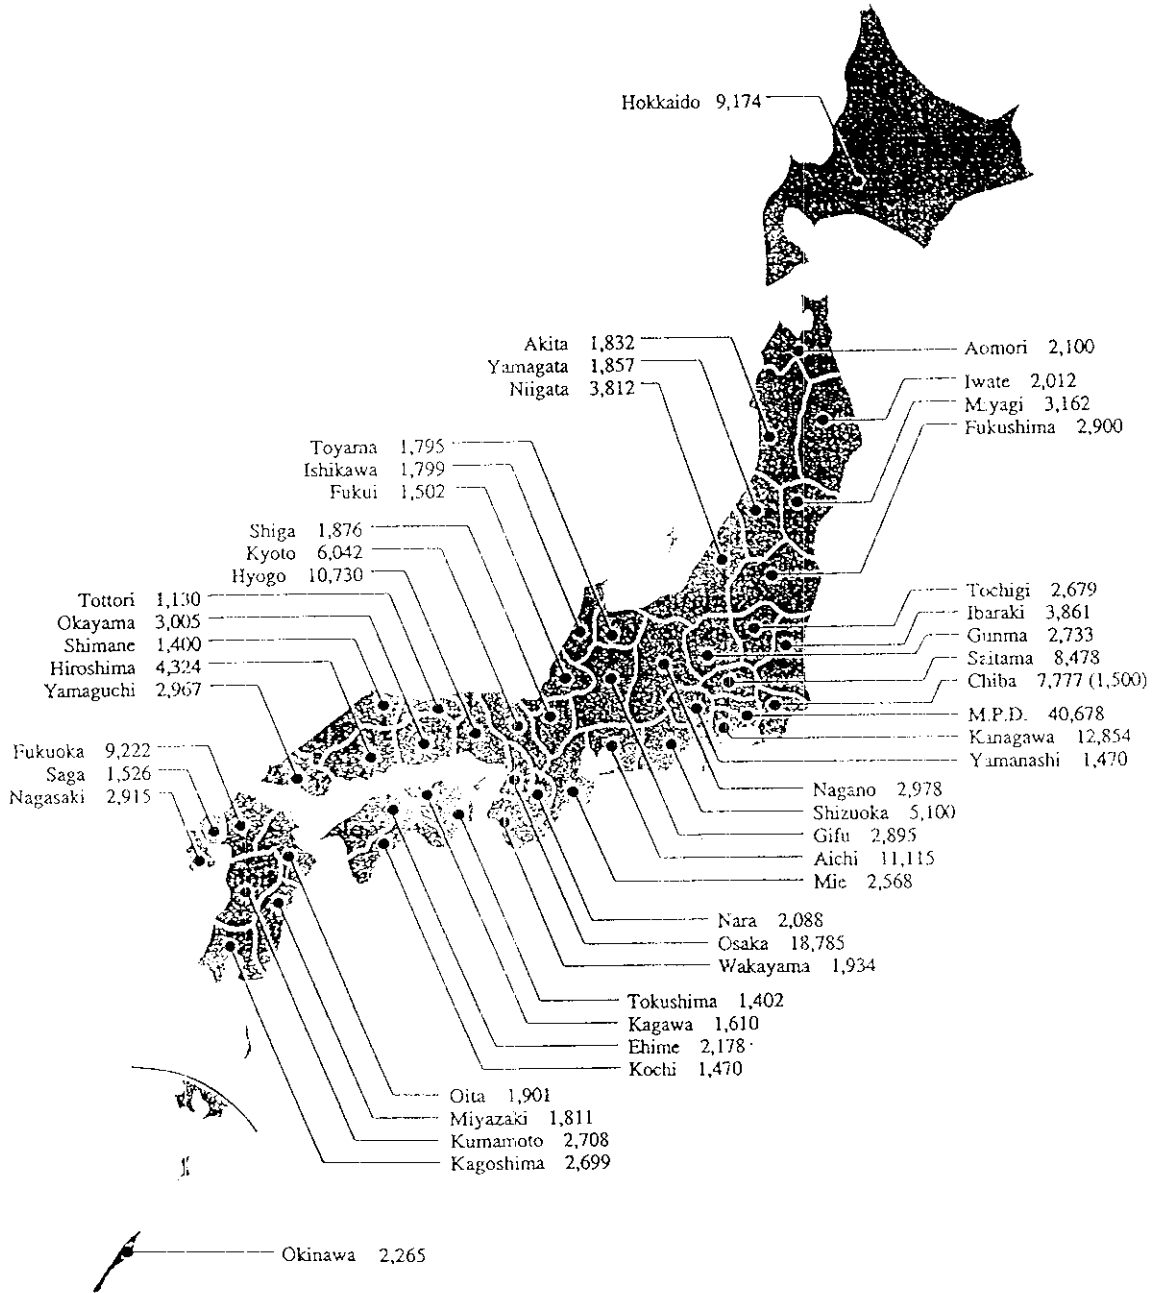 Hokkaido 9,174
Akita 1,832
Yamagata 1,857
Niigata 3,812
Aomori 2,100
Iwate 2,012
Miyagi 3,162
Fukushima 2,900
Toyama 1,795
Ishikawa 1,799
Fukui 1,502
Shiga 1,876
Kyoto 6,042
Hyogo 10,730
Tottori 1,130
Okayama 3,005
Shimane 1,400
Hiroshima 4,324
Yamaguchi 2,967
Fukuoka 9,222
Saga 1,526
Nagasaki 2,915
Tochigi 2,679
Ibaraki 3,861
Gunma 2,733
Saitama 8,478
Chiba 7,777 (1,500)
M.P.D. 40,678
Kanagawa 12,854
Yamanashi 1,470
Nagano 2,978
Shizuoka 5,100
Gifu 2,895
Aichi 11,115
Mie 2,568
Nara 2,088
Osaka 18,785
Wakayama 1,934
Tokushima 1,402
Kagawa 1,610
Ehime 2,178
Kochi 1,470
Oita 1,901
Miyazaki 1,811
Kumamoto 2,708
Kagoshima 2,699
Okinawa 2,265